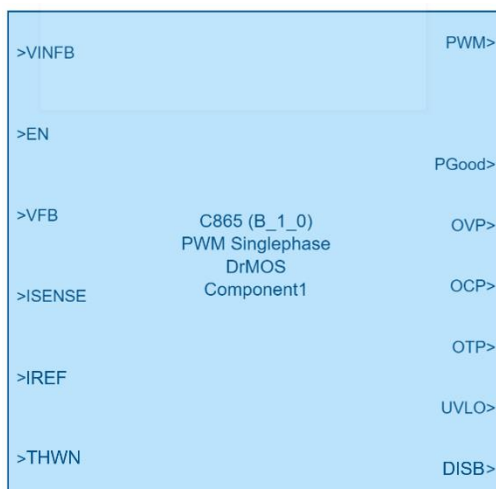 >VINFB
PWM>
>EN
PGood>
>VFB
OVP>
C865 (B_1_0)
PWM Singlephase
DrMOS
Component1
>ISENSE
OCP>
OTP>
>IREF
UVLO>
>THWN
DISB>